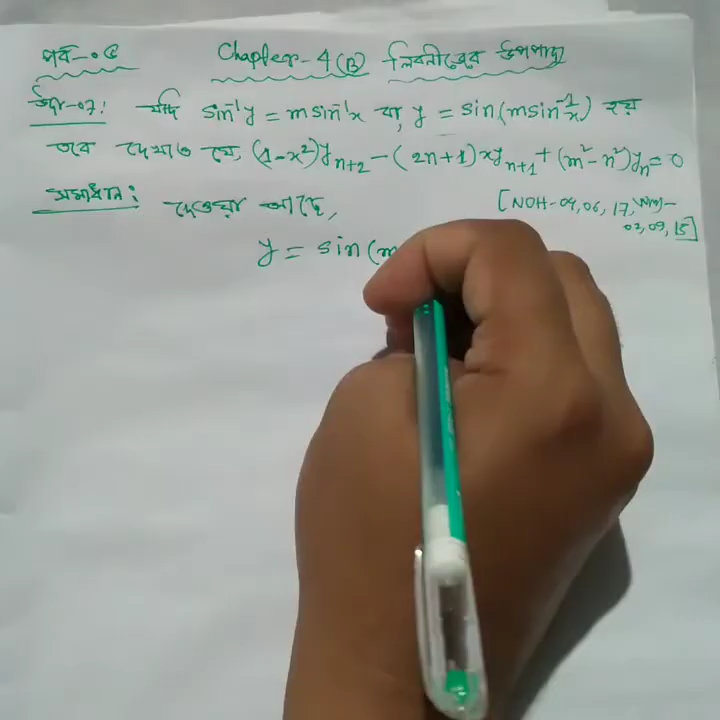 পর্ব-০৫ Chapter-4(B) লিবনীজের উপপাদ্য
উদা-07: যদি sin⁻¹y = m sin⁻¹x বা, y = sin(m sin⁻¹x) হয়
তবে দেখাও যে, (1-x²)yₙ₊₂ - (2n+1)xyₙ₊₁ + (m²-n²)yₙ = 0
সমাধান: দেওয়া আছে, [NUH-04,06,17,
02,09,15]
y = sin(m